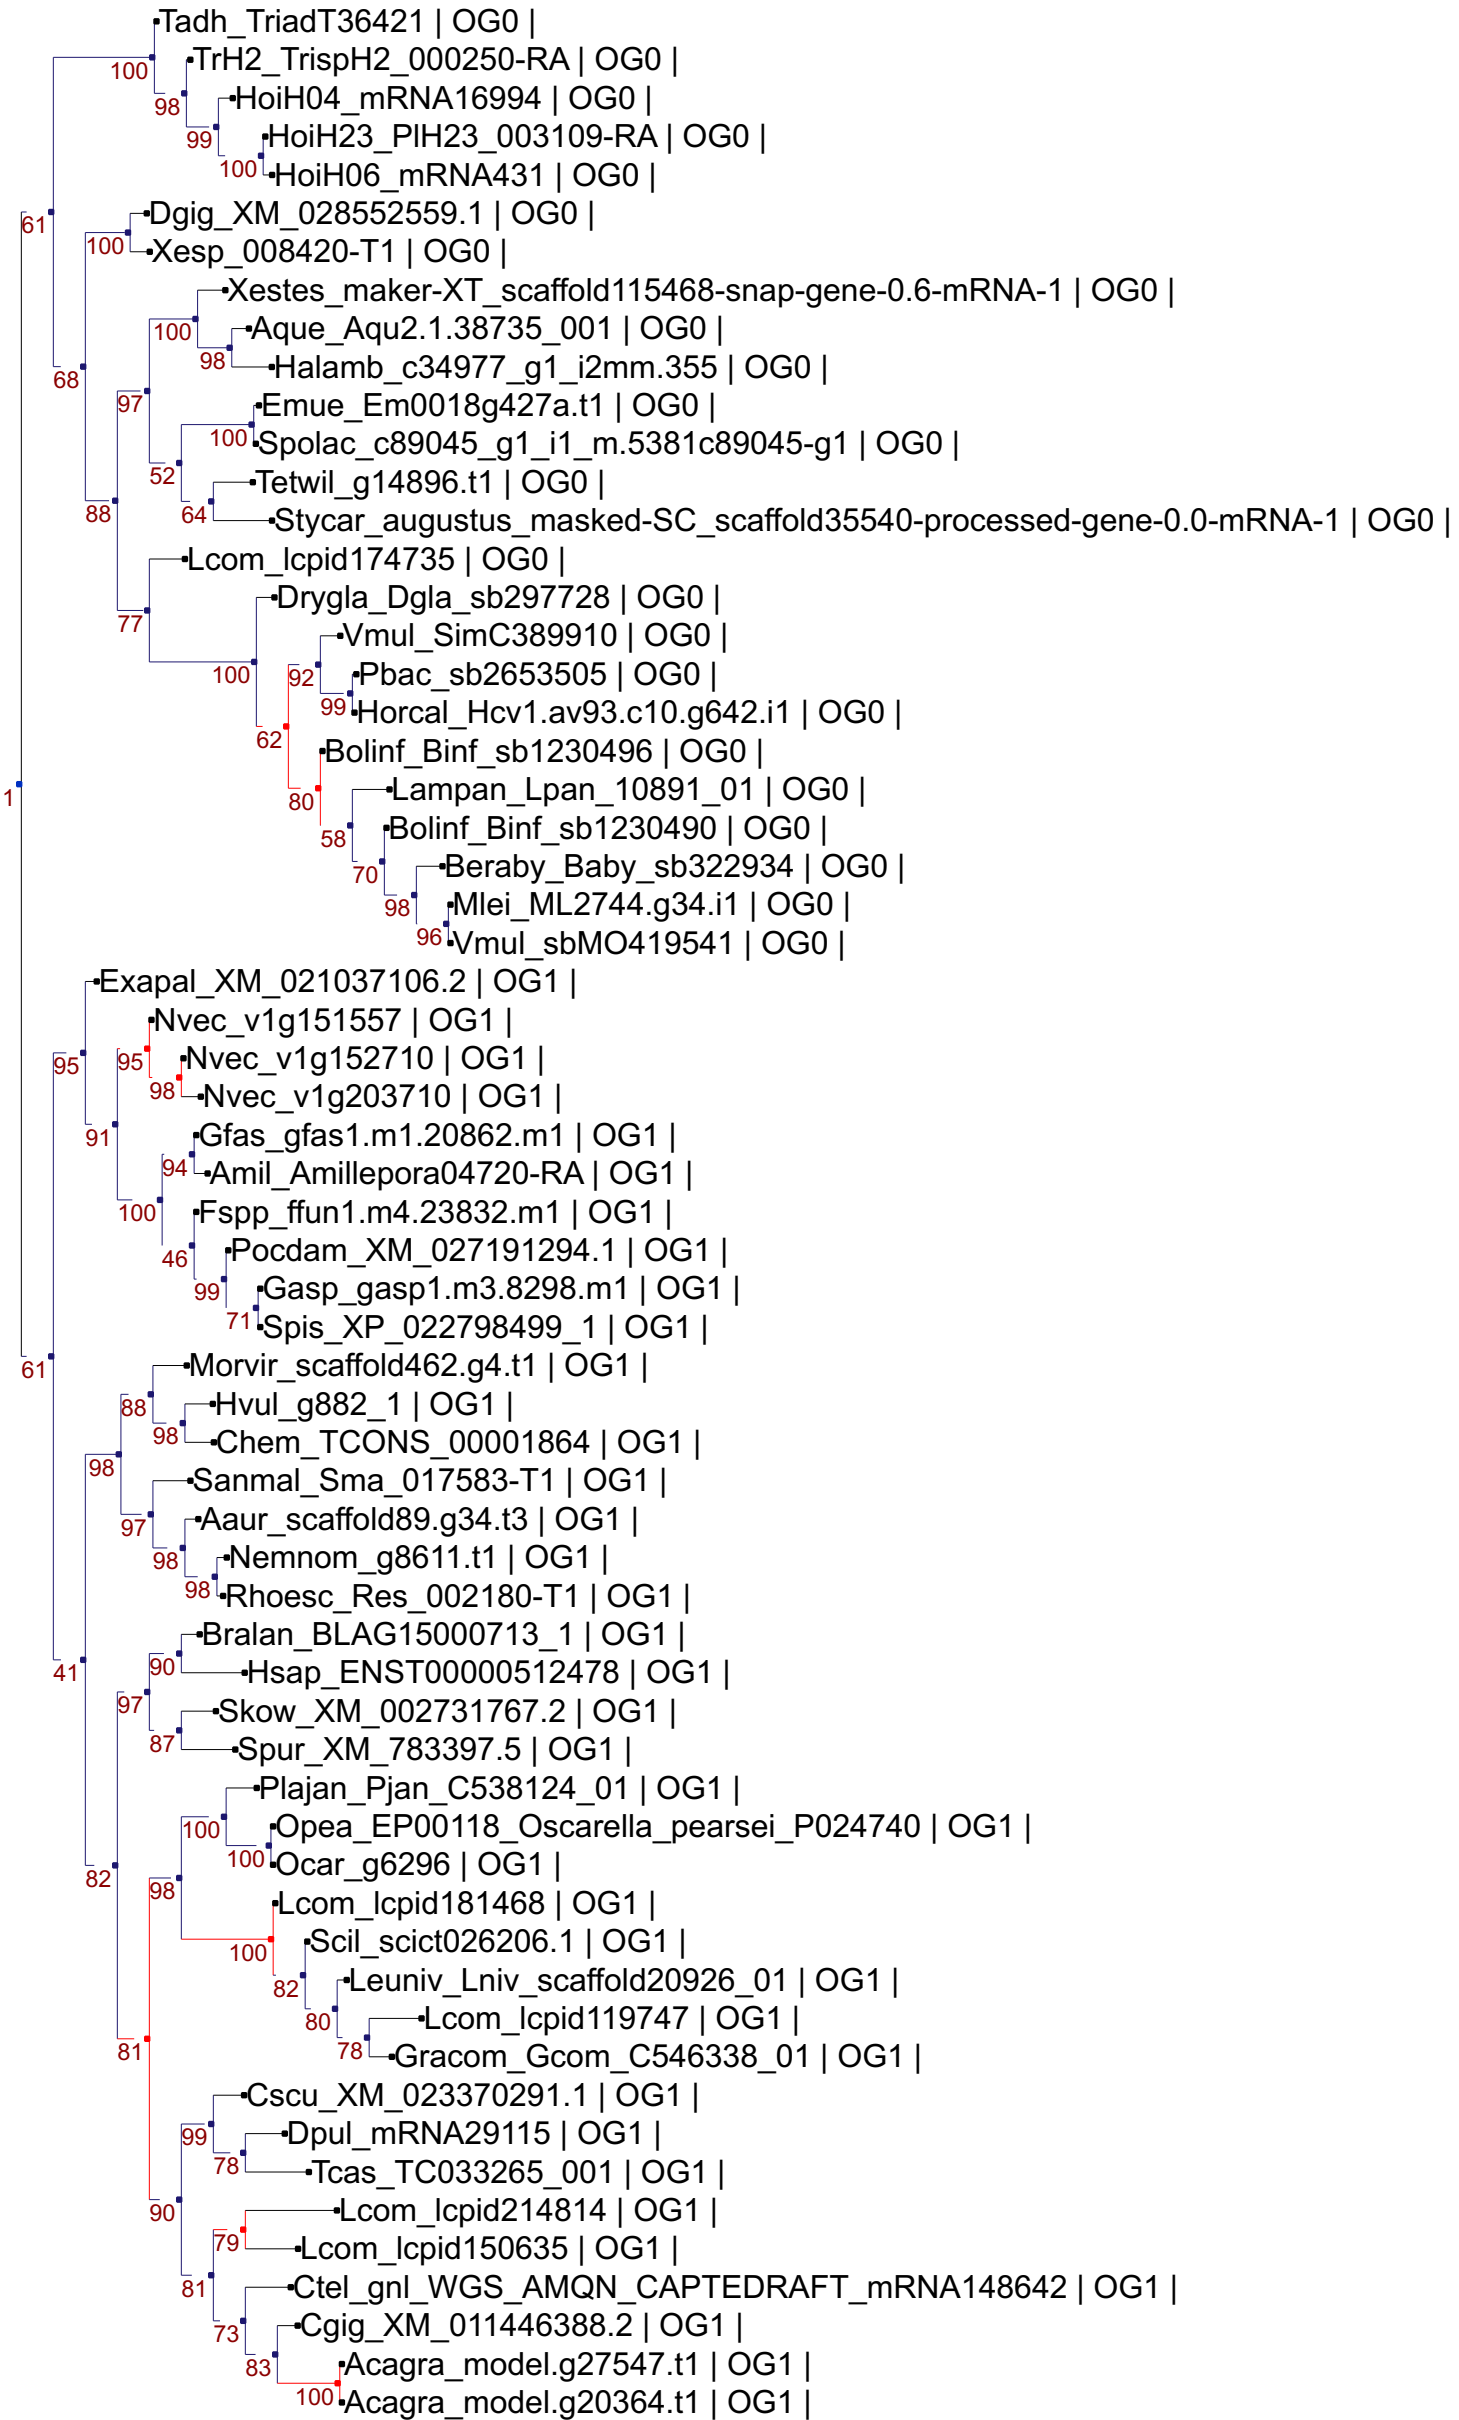 Tadh_TriadT36421 | OG0 |
TrH2_TrispH2_000250-RA | OG0 |
100
98
HoiH04_mRNA16994 | OG0 |
99
HoiH23_PlH23_003109-RA | OG0 |
100
HoiH06_mRNA431 | OG0 |
61
Dgig_XM_028552559.1 | OG0 |
100
Xesp_008420-T1 | OG0 |
Xestes_maker-XT_scaffold115468-snap-gene-0.6-mRNA-1 | OG0 |
100
Aque_Aqu2.1.38735_001 | OG0 |
98
Halamb_c34977_g1_i2mm.355 | OG0 |
68
97
Emue_Em0018g427a.t1 | OG0 |
100
Spolac_c89045_g1_i1_m.5381c89045-g1 | OG0 |
52
Tetwil_g14896.t1 | OG0 |
88
64
Stycar_augustus_masked-SC_scaffold35540-processed-gene-0.0-mRNA-1 | OG0 |
Lcom_lcpid174735 | OG0 |
Drygla_Dgla_sb297728 | OG0 |
77
Vmul_SimC389910 | OG0 |
100
92
Pbac_sb2653505 | OG0 |
99
Horcal_Hcv1.av93.c10.g642.i1 | OG0 |
62
Bolinf_Binf_sb1230496 | OG0 |
1
80
Lampan_Lpan_10891_01 | OG0 |
58
Bolinf_Binf_sb1230490 | OG0 |
70
Beraby_Baby_sb322934 | OG0 |
98
Mlei_ML2744.g34.i1 | OG0 |
96
Vmul_sbMO419541 | OG0 |
Exapal_XM_021037106.2 | OG1 |
Nvec_v1g151557 | OG1 |
95
95
Nvec_v1g152710 | OG1 |
98
Nvec_v1g203710 | OG1 |
91
Gfas_gfas1.m1.20862.m1 | OG1 |
94
Amil_Amillepora04720-RA | OG1 |
100
Fspp_ffun1.m4.23832.m1 | OG1 |
46
Pocdam_XM_027191294.1 | OG1 |
99
Gasp_gasp1.m3.8298.m1 | OG1 |
71
Spis_XP_022798499_1 | OG1 |
61
Morvir_scaffold462.g4.t1 | OG1 |
88
Hvul_g882_1 | OG1 |
98
Chem_TCONS_00001864 | OG1 |
98
Sanmal_Sma_017583-T1 | OG1 |
97
Aaur_scaffold89.g34.t3 | OG1 |
98
Nemnom_g8611.t1 | OG1 |
98
Rhoesc_Res_002180-T1 | OG1 |
Bralan_BLAG15000713_1 | OG1 |
41
90
Hsap_ENST00000512478 | OG1 |
97
Skow_XM_002731767.2 | OG1 |
87
Spur_XM_783397.5 | OG1 |
Plajan_Pjan_C538124_01 | OG1 |
100
Opea_EP00118_Oscarella_pearsei_P024740 | OG1 |
100
Ocar_g6296 | OG1 |
82
98
Lcom_lcpid181468 | OG1 |
100
Scil_scict026206.1 | OG1 |
82
Leuniv_Lniv_scaffold20926_01 | OG1 |
80
Lcom_lcpid119747 | OG1 |
81
78
Gracom_Gcom_C546338_01 | OG1 |
Cscu_XM_023370291.1 | OG1 |
99
Dpul_mRNA29115 | OG1 |
78
Tcas_TC033265_001 | OG1 |
90
Lcom_lcpid214814 | OG1 |
79
Lcom_lcpid150635 | OG1 |
81
Ctel_gnl_WGS_AMQN_CAPTEDRAFT_mRNA148642 | OG1 |
73
Cgig_XM_011446388.2 | OG1 |
83
Acagra_model.g27547.t1 | OG1 |
100
Acagra_model.g20364.t1 | OG1 |